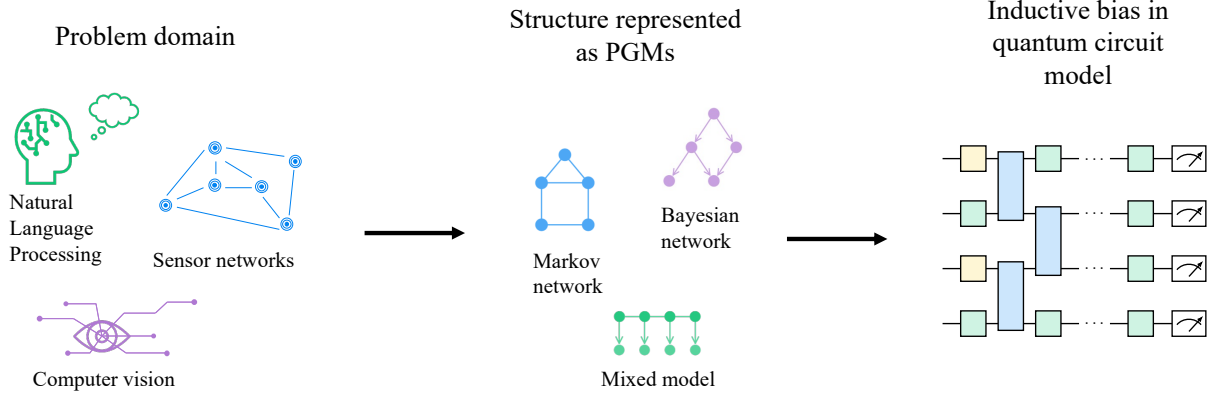 Problem domain
Natural
Language
Processing
Sensor networks
Computer vision
Structure represented
as PGMs
Markov
network
Bayesian
network
Mixed model
Inductive bias in
quantum circuit
model
· · ·
· · ·
· · ·
· · ·